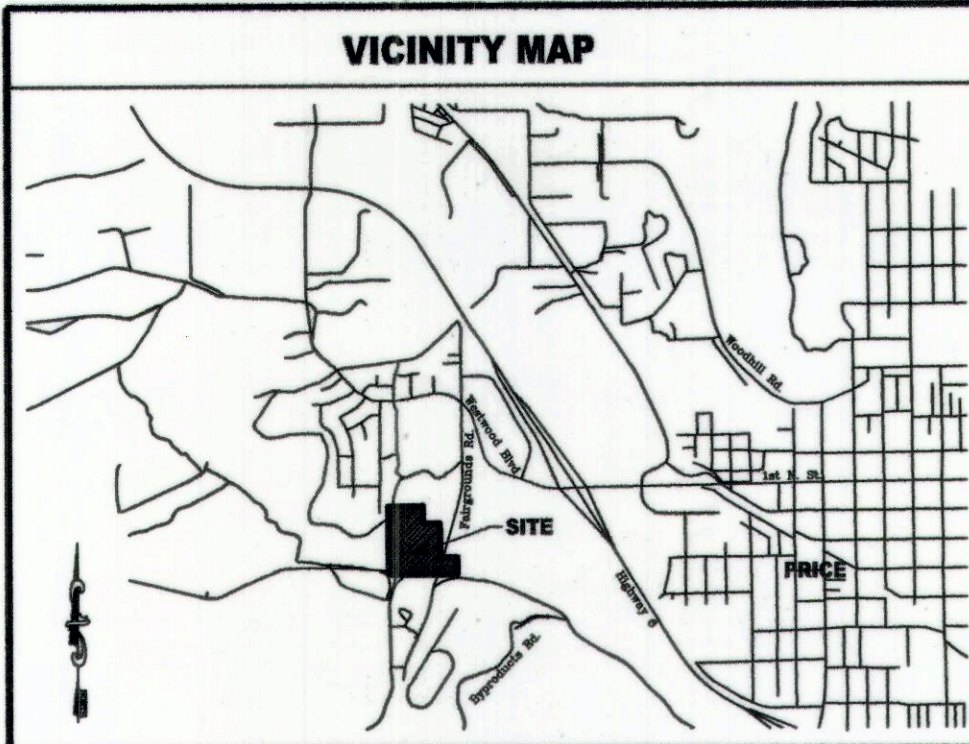 VICINITY MAP
Woodhill Rd.
Westwood Blvd
Fairgrounds Rd.
1st N. St.
SITE
PRICE
Highway 6
Byproducts Rd.